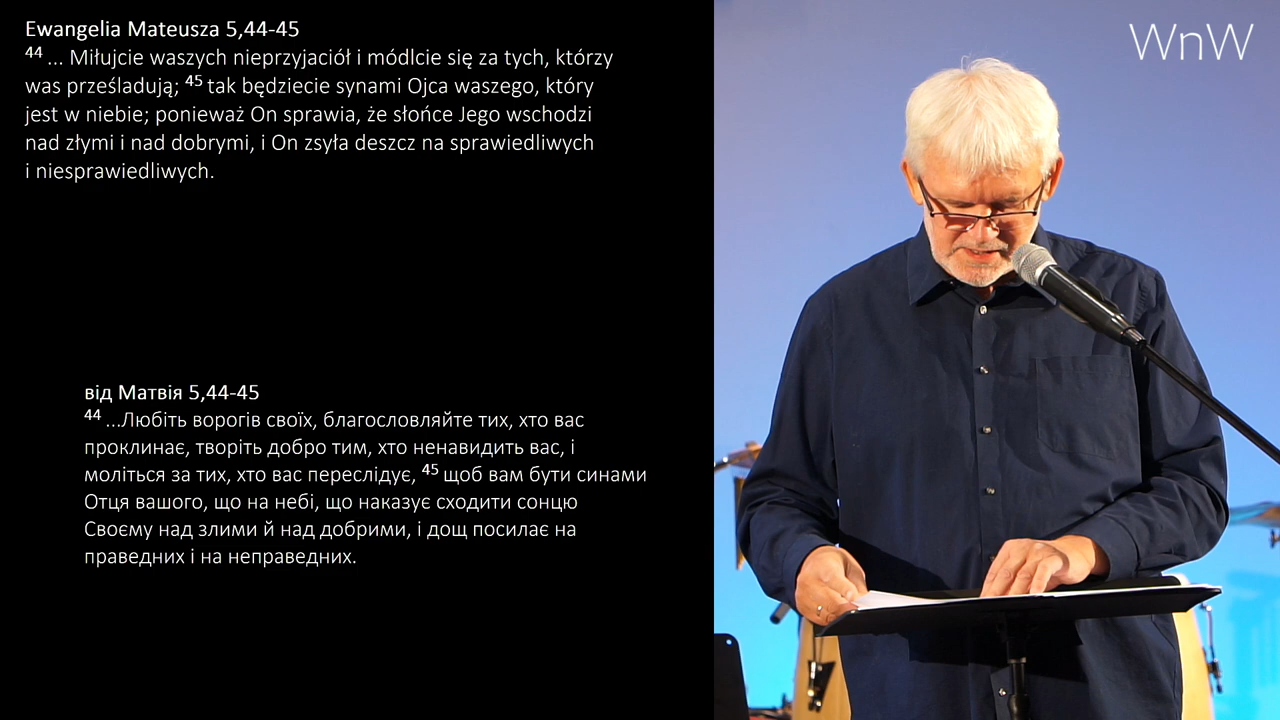 Ewangelia Mateusza 5,44-45
44 ... Miłujcie waszych nieprzyjaciół i módlcie się za tych, którzy
was prześladują; 45 tak będziecie synami Ojca waszego, który
jest w niebie; ponieważ On sprawia, że słońce Jego wschodzi
nad złymi i nad dobrymi, i On zsyła deszcz na sprawiedliwych
i niesprawiedliwych.
від Матвія 5,44-45
44 ...Любіть ворогів своїх, благословляйте тих, хто вас
проклинає, творіть добро тим, хто ненавидить вас, і
моліться за тих, хто вас переслідує, 45 щоб вам бути синами
Отця вашого, що на небі, що наказує сходити сонцю
Своєму над злими й над добрими, і дощ посилає на
праведних і на неправедних.
WnW